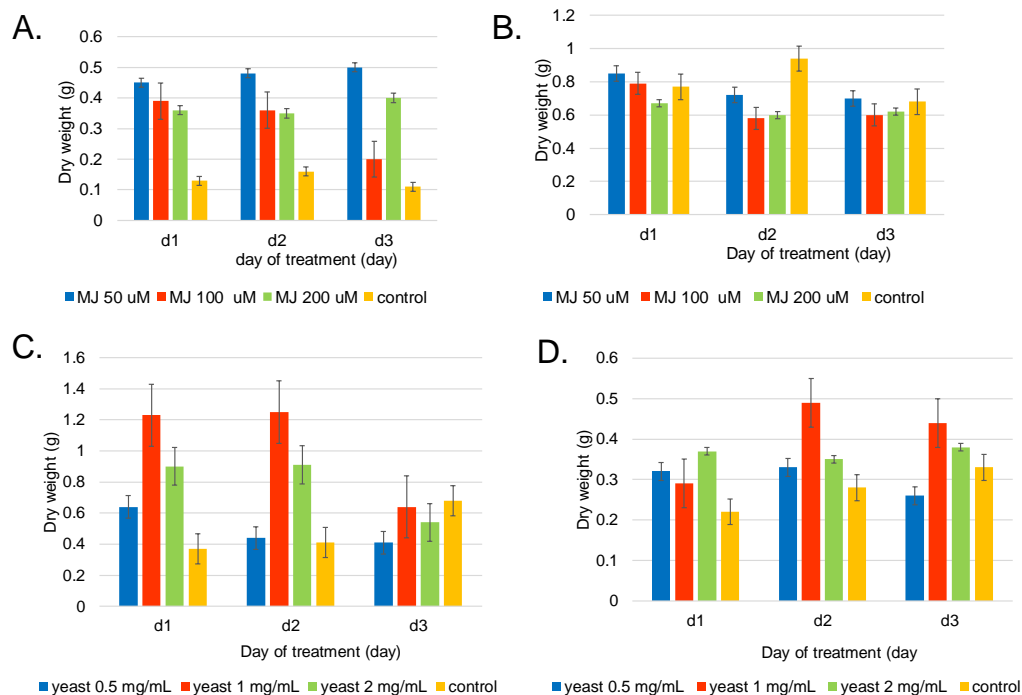 A.
Dry weight (g)
0.6
0.5
0.4
0.3
0.2
0.1
0
d1 d2 d3
day of treatment (day)
MJ 50 uM MJ 100 uM MJ 200 uM control
B.
Dry weight (g)
1.2
1
0.8
0.6
0.4
0.2
0
d1 d2 d3
Day of treatment (day)
MJ 50 uM MJ 100 uM MJ 200 uM control
C.
Dry weight (g)
1.6
1.4
1.2
1
0.8
0.6
0.4
0.2
0
d1 d2 d3
Day of treatment (day)
yeast 0.5 mg/mL yeast 1 mg/mL yeast 2 mg/mL control
D.
Dry weight (g)
0.6
0.5
0.4
0.3
0.2
0.1
0
d1 d2 d3
Day of treatment (day
yeast 0.5 mg/mL yeast 1 mg/mL yeast 2 mg/mL control